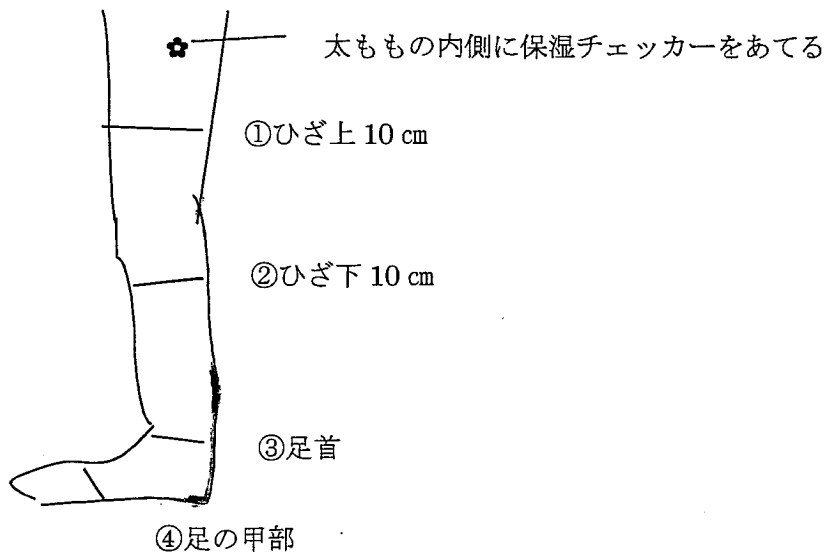 太ももの内側に保湿チェッカーをあてる
①ひざ上 10 ㎝
②ひざ下 10 ㎝
③足首
④足の甲部